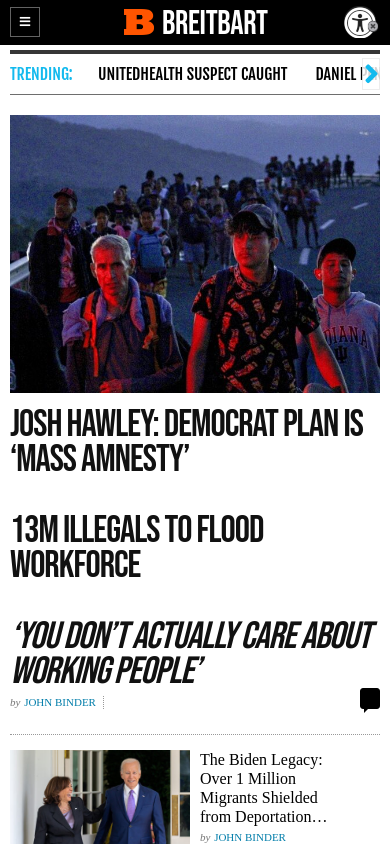 BREITBART
TRENDING: UNITEDHEALTH SUSPECT CAUGHT DANIEL
INDIANA
JOSH HAWLEY: DEMOCRAT PLAN IS
‘MASS AMNESTY’
13M ILLEGALS TO FLOOD
WORKFORCE
‘YOU DON’T ACTUALLY CARE ABOUT
WORKING PEOPLE’
by JOHN BINDER
The Biden Legacy:
Over 1 Million
Migrants Shielded
from Deportation…
by JOHN BINDER